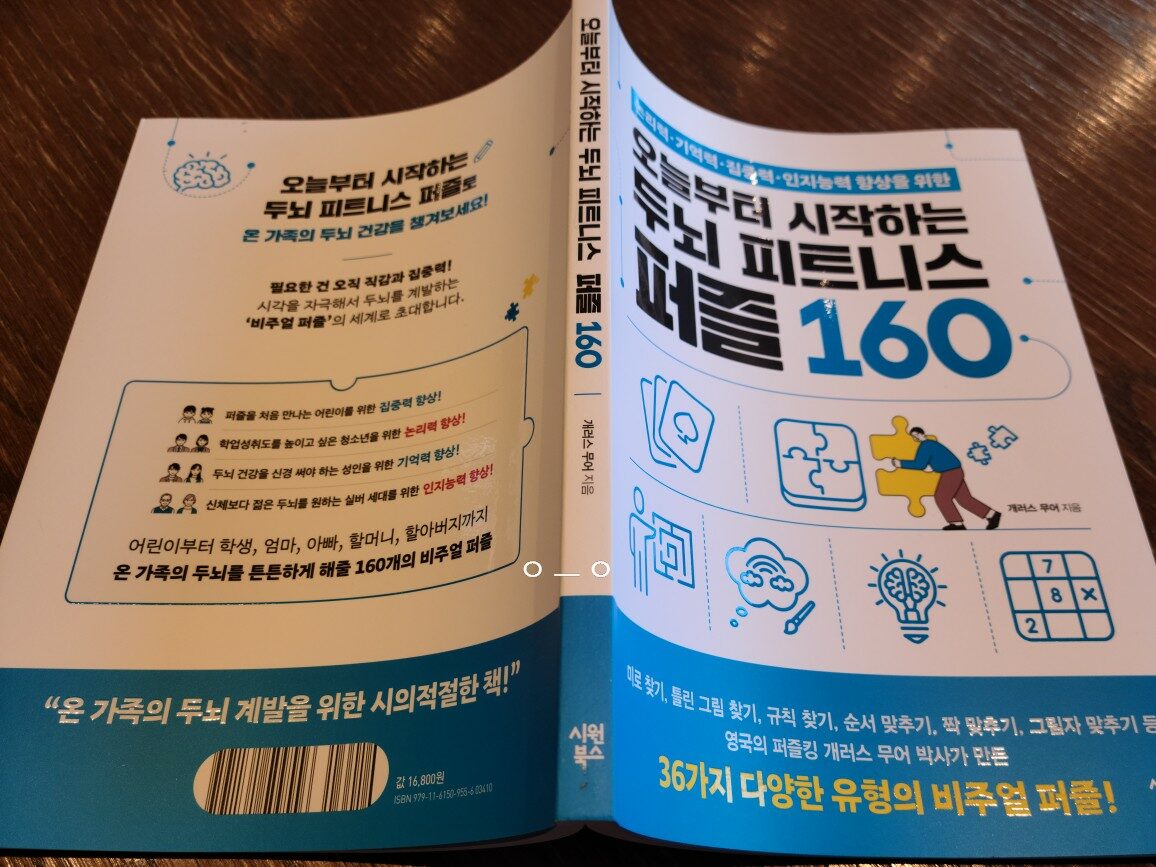 오늘부터 시작하는
두뇌 피트니스 퍼즐로
온 가족의 두뇌 건강을 챙겨보세요!
필요한 건 오직 직감과 집중력!
시각을 자극해서 두뇌를 계발하는
‘비주얼 퍼즐’의 세계로 초대합니다.
퍼즐을 처음 만나는 어린이를 위한 집중력 향상!
학업성취도를 높이고 싶은 청소년을 위한 논리력 향상!
두뇌 건강을 신경 써야 하는 성인을 위한 기억력 향상!
신체보다 젊은 두뇌를 원하는 실버 세대를 위한 인지능력 향상!
어린이부터 학생, 엄마, 아빠, 할머니, 할아버지까지
온 가족의 두뇌를 튼튼하게 해줄 160개의 비주얼 퍼즐
“온 가족의 두뇌 계발을 위한 시의적절한 책!”
값 16,800원
ISBN 979-11-6150-955-6 03410
오늘부터 시작하는 두뇌 피트니스 퍼즐 160
개러스 무어 지음
시원
북스
논리력·기억력·집중력·인지능력 향상을 위한
오늘부터 시작하는
두뇌 피트니스
퍼즐 160
개러스 무어 지음
7
8 X
2
미로 찾기, 틀린 그림 찾기, 규칙 찾기, 순서 맞추기, 짝 맞추기, 그림자 맞추기 등
영국의 퍼즐킹 개러스 무어 박사가 만든
36가지 다양한 유형의 비주얼 퍼즐!